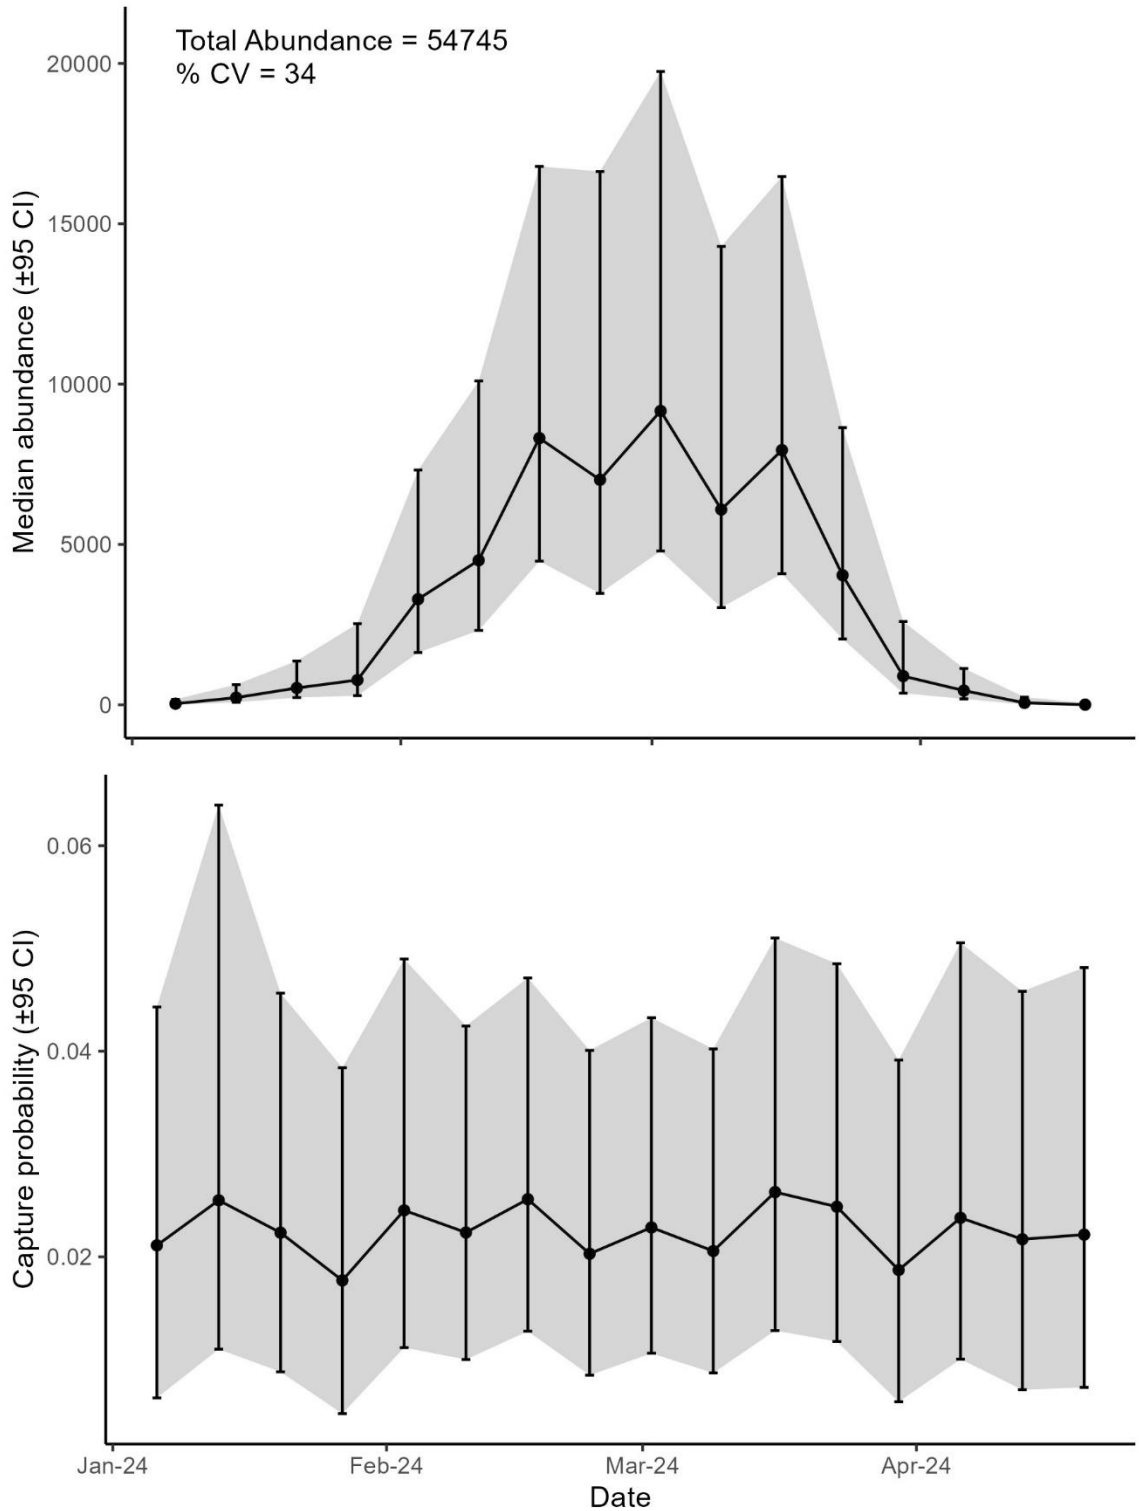 Total Abundance = 54745
% CV = 34
Median abundance (±95 CI)
20000
15000
10000
5000
0
Capture probability (±95 CI)
0.06
0.04
0.02
Jan-24 Feb-24 Mar-24 Apr-24
Date